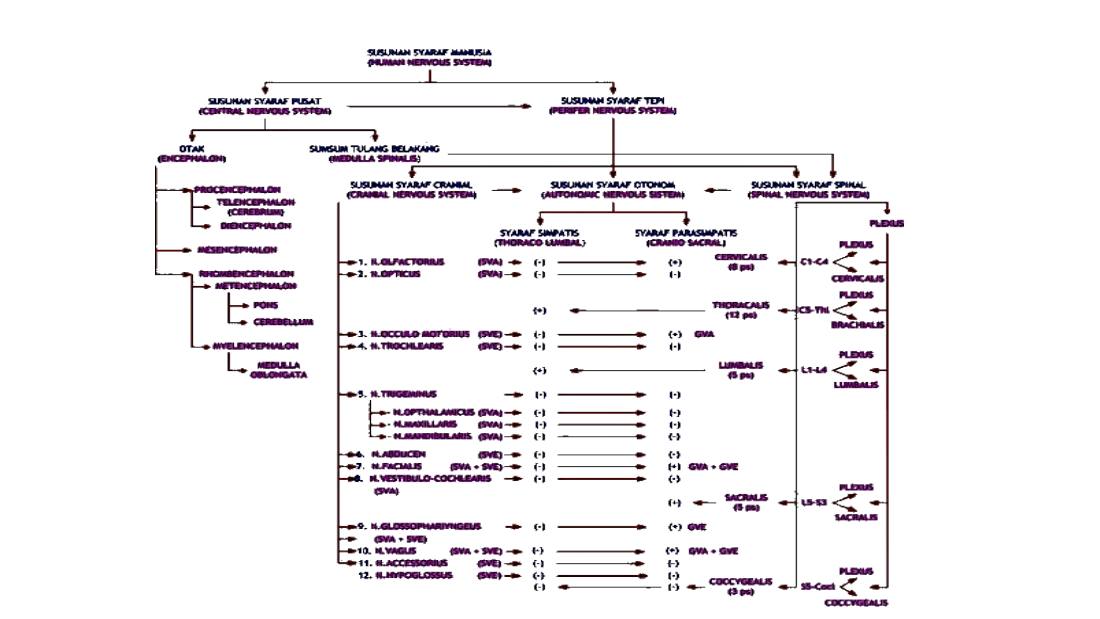 SUSUNAN SYARAF MANUSIA
(HUMAN NERVOUS SYSTEM)
SUSUNAN SYARAF PUSAT
(CENTRAL NERVOUS SYSTEM)
SUSUNAN SYARAF TEPI
(PERIFER NERVOUS SYSTEM)
OTAK
(ENCEPHALON)
SUMSUM TULANG BELAKANG
(MEDULLA SPINALIS)
PROCENCEPHALON
TELENCEPHALON
(CEREBRUM)
DIENCEPHALON
MESENCEPHALON
RHOMBENCEPHALON
METENCEPHALON
PONS
CEREBELLUM
MYELENCEPHALON
MEDULLA
OBLONGATA
SUSUNAN SYARAF CRANIAL
(CRANIAL NERVOUS SYSTEM)
SUSUNAN SYARAF OTONOM
(AUTONOMIC NERVOUS SISTEM)
SUSUNAN SYARAF SPINAL
(SPINAL NERVOUS SYSTEM)
SYARAF SIMPATIS
(THORACO LUMBAL)
SYARAF PARASIMPATIS
(CRANIO SACRAL)
PLEXUS
1. N.OLFACTORIUS (SVA) (-) (+)
2. N.OPTICUS (SVA) (-) (-)
CERVICALIS
(8 ps)
C1-C4
PLEXUS
CERVICALIS
(+)
THORACALIS
(12 ps)
C5-Th1
PLEXUS
BRACHIALIS
3. N.OCCULO MOTORIUS (SVE) (-) (+) GVA
4. N.TROCHLEARIS (SVE) (-) (-)
(+)
LUMBALIS
(5 ps)
L1-L4
PLEXUS
LUMBALIS
5. N.TRIGEMINUS (-) (-)
N.OPTHALAMICUS (SVA) (-) (-)
N.MAXILLARIS (SVA) (-) (-)
N.MANDIBULARIS (SVA) (-) (-)
6. N.ABDUCEN (SVE) (-) (-)
7. N.FACIALIS (SVA + SVE) (-) (+) GVA + GVE
8. N.VESTIBULO-COCHLEARIS (-) (-)
(SVA)
(+)
SACRALIS
(5 ps)
L5-S3
PLEXUS
SACRALIS
9. N.GLOSSOPHARIYNGEUS (-) (+) GVE
(SVA + SVE)
10. N.VAGUS (SVA + SVE) (-) (+) GVA + GVE
11. N.ACCESSORIUS (SVE) (-) (-)
12. N.HYPOGLOSSUS (SVE) (-) (-)
(-) (-)
COCCYGEALIS
(3 ps)
PLEXUS
COCCYGEALIS